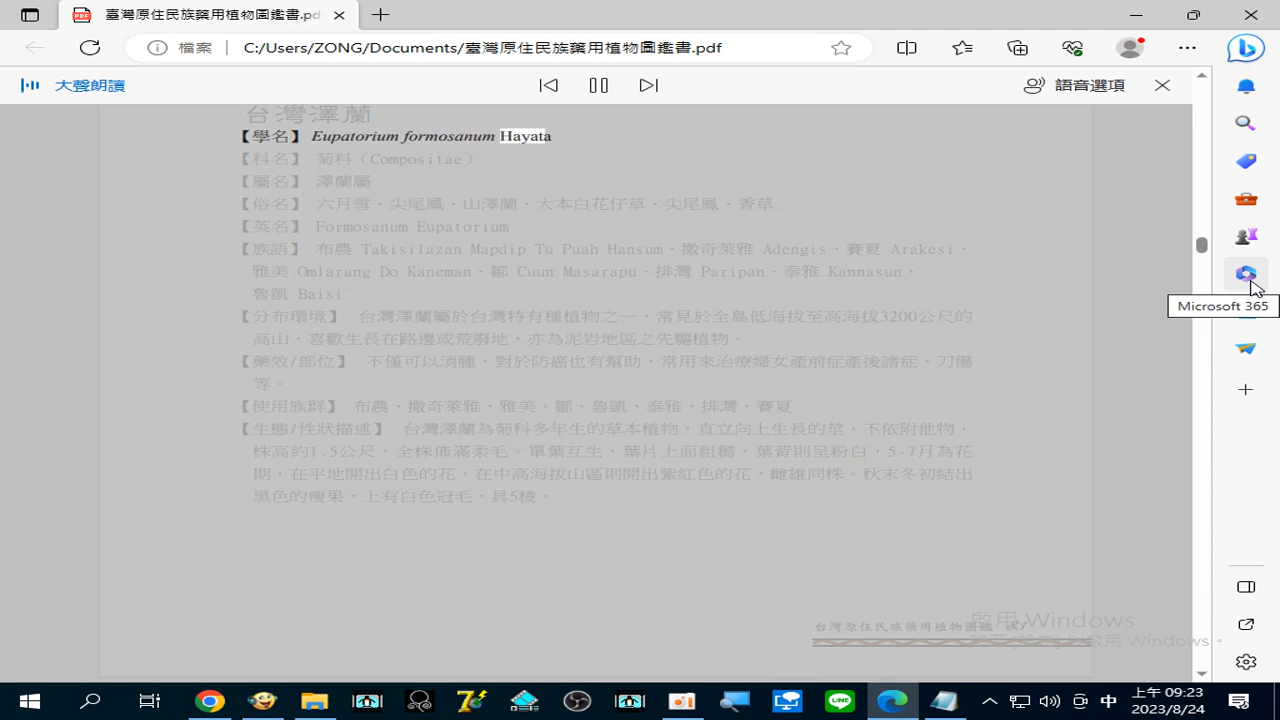 臺灣原住民族藥用植物圖鑑書.pdf
檔案 C:/Users/ZONG/Documents/臺灣原住民族藥用植物圖鑑書.pdf
大聲朗讀
語音選項
台灣澤蘭
【學名】 Eupatorium formosanum Hayata
【科名】 菊科（Compositae）
【屬名】 澤蘭屬
【俗名】 六月雪、尖尾鳳、山澤蘭、大本白花仔草、尖尾鳳、香草
【英名】 Formosanum Eupatorium
【族語】 布農 Takisilazan Mapdip Tu Puah Hansum、撒奇萊雅 Adengis、賽夏 Arakesi、
雅美 Omlarang Do Kaneman、鄒 Cuun Masarapu、排灣 Paripan、泰雅 Kannasun、
魯凱 Baisi
【分布環境】 台灣澤蘭屬於台灣特有種植物之一，常見於全島低海拔至高海拔3200公尺的
高山，喜歡生長在路邊或荒廢地，亦為泥岩地區之先驅植物。
【藥效/部位】 不僅可以消腫，對於防癌也有幫助，常用來治療婦女產前症產後諸症、刀傷
等。
【使用族群】 布農、撒奇萊雅、雅美、鄒、魯凱、泰雅、排灣、賽夏
【生態/性狀描述】 台灣澤蘭為菊科多年生的草本植物，直立向上生長的莖，不依附他物，
株高約1.5公尺，全株佈滿柔毛。單葉互生，葉片上面粗糙，葉背則呈粉白，5-7月為花
期，在平地開出白色的花，在中高海拔山區則開出紫紅色的花，雌雄同株。秋末冬初結出
黑色的瘦果，上有白色冠毛，具5稜。
Microsoft 365
啟用 Windows
台灣原住民族藥用植物圖鑑
啟用 Windows。
中
上午 09:23
2023/8/24